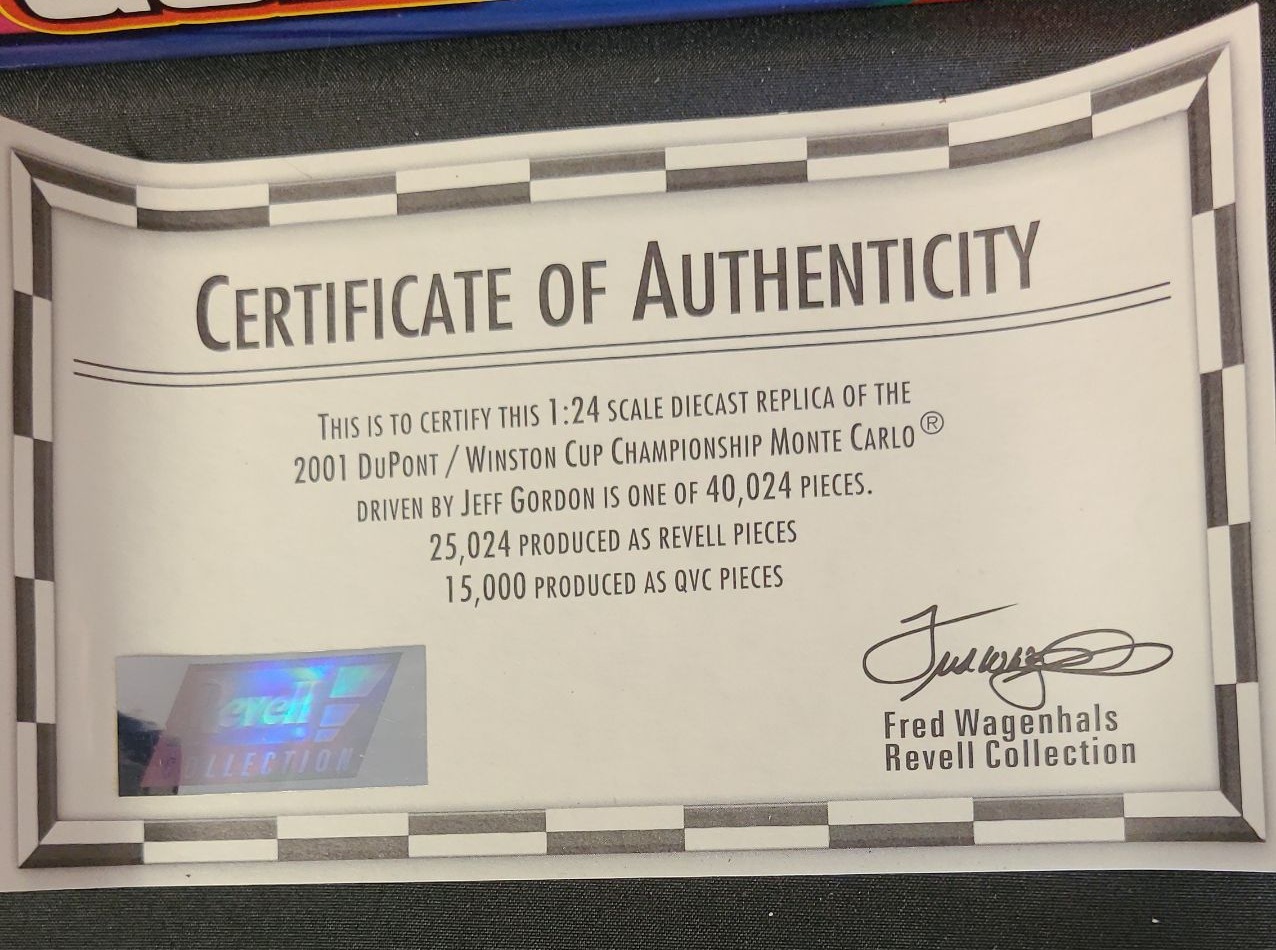 CERTIFICATE OF AUTHENTICITY
THIS IS TO CERTIFY THIS 1:24 SCALE DIECAST REPLICA OF THE
2001 DUPONT / WINSTON CUP CHAMPIONSHIP MONTE CARLO®
DRIVEN BY JEFF GORDON IS ONE OF 40,024 PIECES.
25,024 PRODUCED AS REVELL PIECES
15,000 PRODUCED AS QVC PIECES
Fred Wagenhals
Revell Collection
Revell
COLLECTION